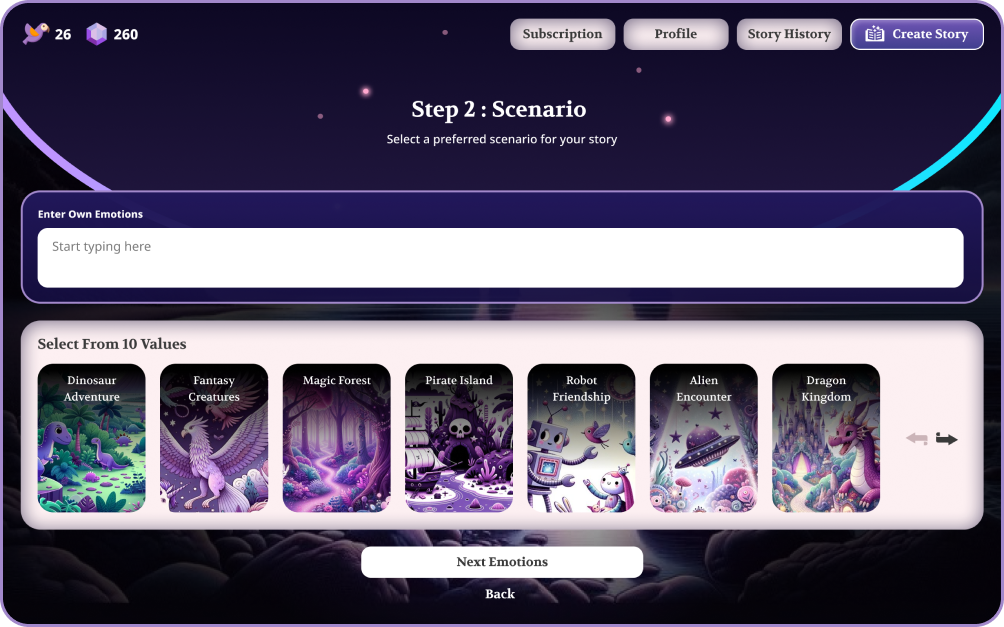 26
260
Subscription
Profile
Story History
Create Story
Step 2 : Scenario
Select a preferred scenario for your story
Enter Own Emotions
Start typing here
Select From 10 Values
Dinosaur
Adventure
Fantasy
Creatures
Magic Forest
Pirate Island
Robot
Friendship
Alien
Encounter
Dragon
Kingdom
Next Emotions
Back